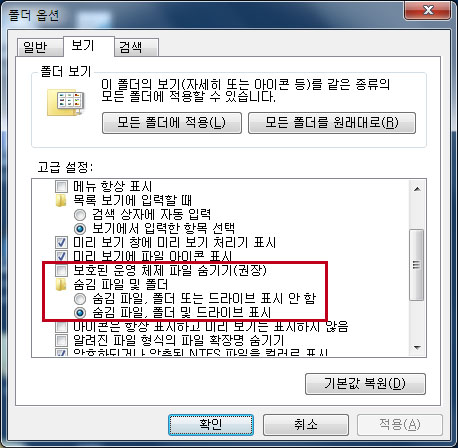 폴더 옵션
일반
보기
검색
폴더 보기
이 폴더의 보기(자세히 또는 아이콘 등)를 같은 종류의
모든 폴더에 적용할 수 있습니다.
모든 폴더에 적용(L)
모든 폴더를 원래대로(R)
고급 설정:
메뉴 항상 표시
목록 보기에 입력할 때
검색 상자에 자동 입력
보기에서 입력한 항목 선택
미리 보기 창에 미리 보기 처리기 표시
미리 보기에 파일 아이콘 표시
보호된 운영 체제 파일 숨기기(권장)
숨김 파일 및 폴더
숨김 파일, 폴더 또는 드라이브 표시 안 함
숨김 파일, 폴더 및 드라이브 표시
아이콘은 항상 표시하고 미리 보기는 표시하지 않음
알려진 파일 형식의 파일 확장명 숨기기
암호화되거나 압축된 NTFS 파일을 컬러로 표시
기본값 복원(D)
확인
취소
적용(A)